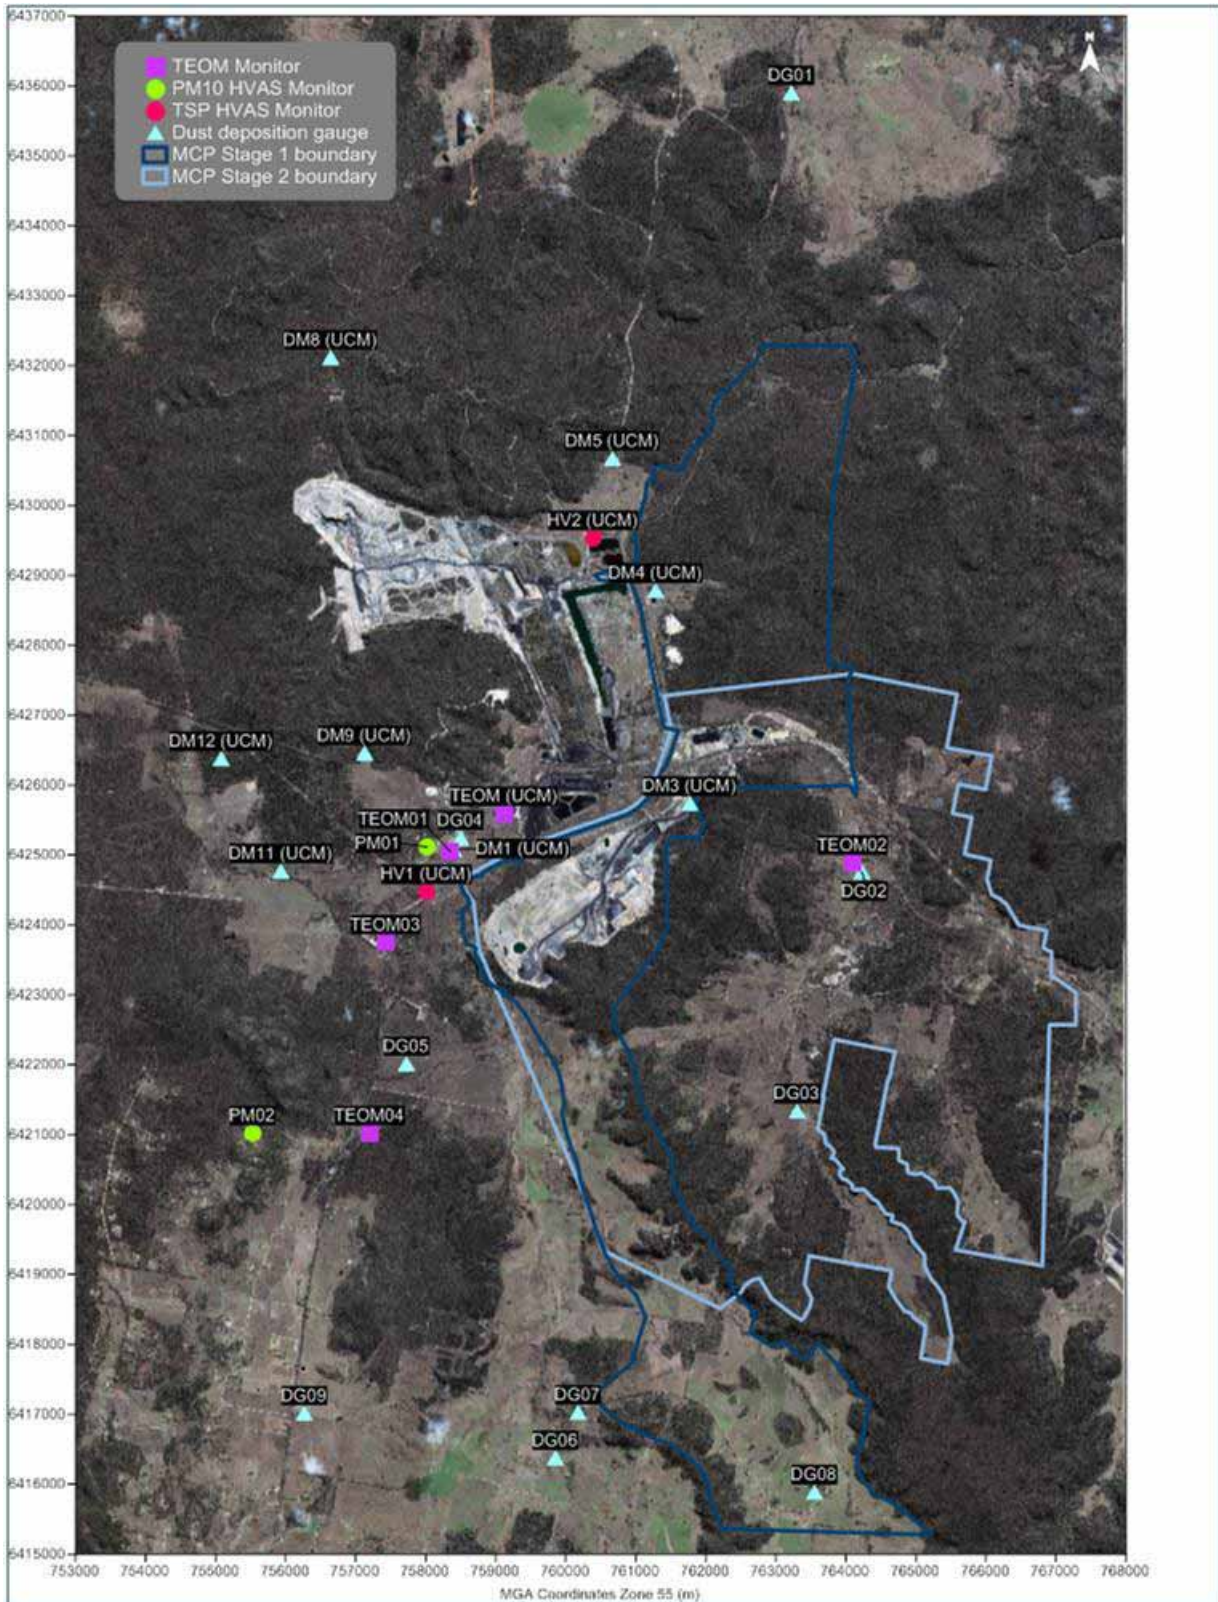 6437000
N
TEOM Monitor
PM10 HVAS Monitor
TSP HVAS Monitor
Dust deposition gauge
MCP Stage 1 boundary
MCP Stage 2 boundary
DG01
6436000
6435000
6434000
6433000
DM8 (UCM)
6432000
6431000
DM5 (UCM)
6430000
HV2 (UCM)
DM4 (UCM)
6429000
6428000
6427000
DM12 (UCM)
DM9 (UCM)
6426000
DM3 (UCM)
TEOM (UCM)
TEOM01
DG04
PM01
DM1 (UCM)
TEOM02
DM11 (UCM)
6425000
HV1 (UCM)
DG02
6424000
TEOM03
6423000
DG05
6422000
DG03
PM02
TEOM04
6421000
6420000
6419000
6418000
DG09
DG07
6417000
DG06
6416000
DG08
6415000
753000 754000 755000 756000 757000 758000 759000 760000 761000 762000 763000 764000 765000 766000 767000 768000
MGA Coordinates Zone 55 (m)